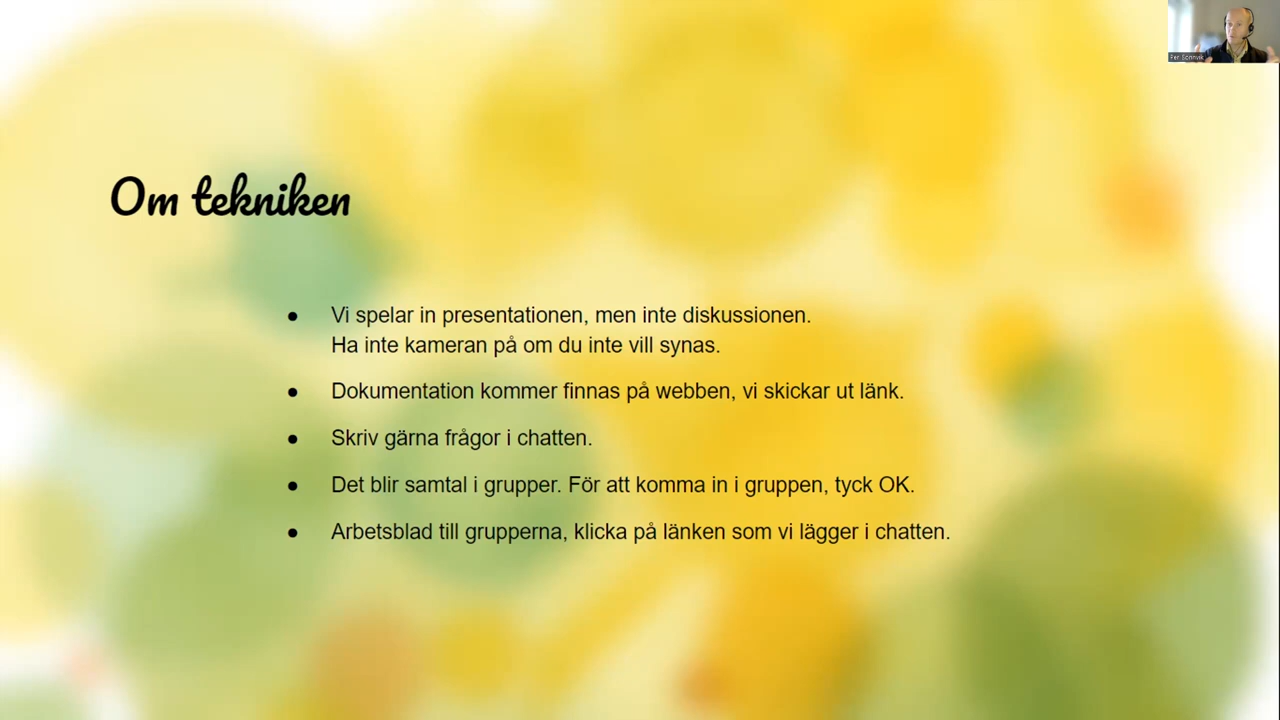 Om tekniken
● Vi spelar in presentationen, men inte diskussionen.
Ha inte kameran på om du inte vill synas.
● Dokumentation kommer finnas på webben, vi skickar ut länk.
● Skriv gärna frågor i chatten.
● Det blir samtal i grupper. För att komma in i gruppen, tyck OK.
● Arbetsblad till grupperna, klicka på länken som vi lägger i chatten.